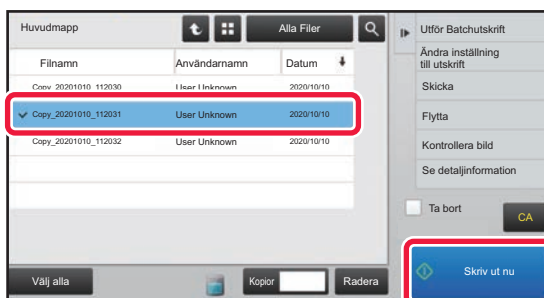 Huvudmapp
Alla Filer
Filnamn Användarnamn Datum
Copy_20201010_112030 User Unknown 2020/10/10
Copy_20201010_112031 User Unknown 2020/10/10
Copy_20201010_112032 User Unknown 2020/10/10
Välj alla
Kopior
Radera
Utför Batchutskrift
Ändra inställning
till utskrift
Skicka
Flytta
Kontrollera bild
Se detaljinformation
Ta bort
CA
Skriv ut nu